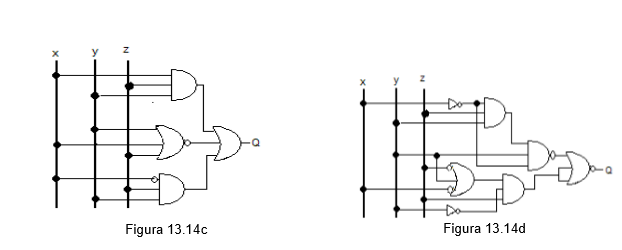 x y z
Q
Figura 13.14c
x y z
Q
Figura 13.14d